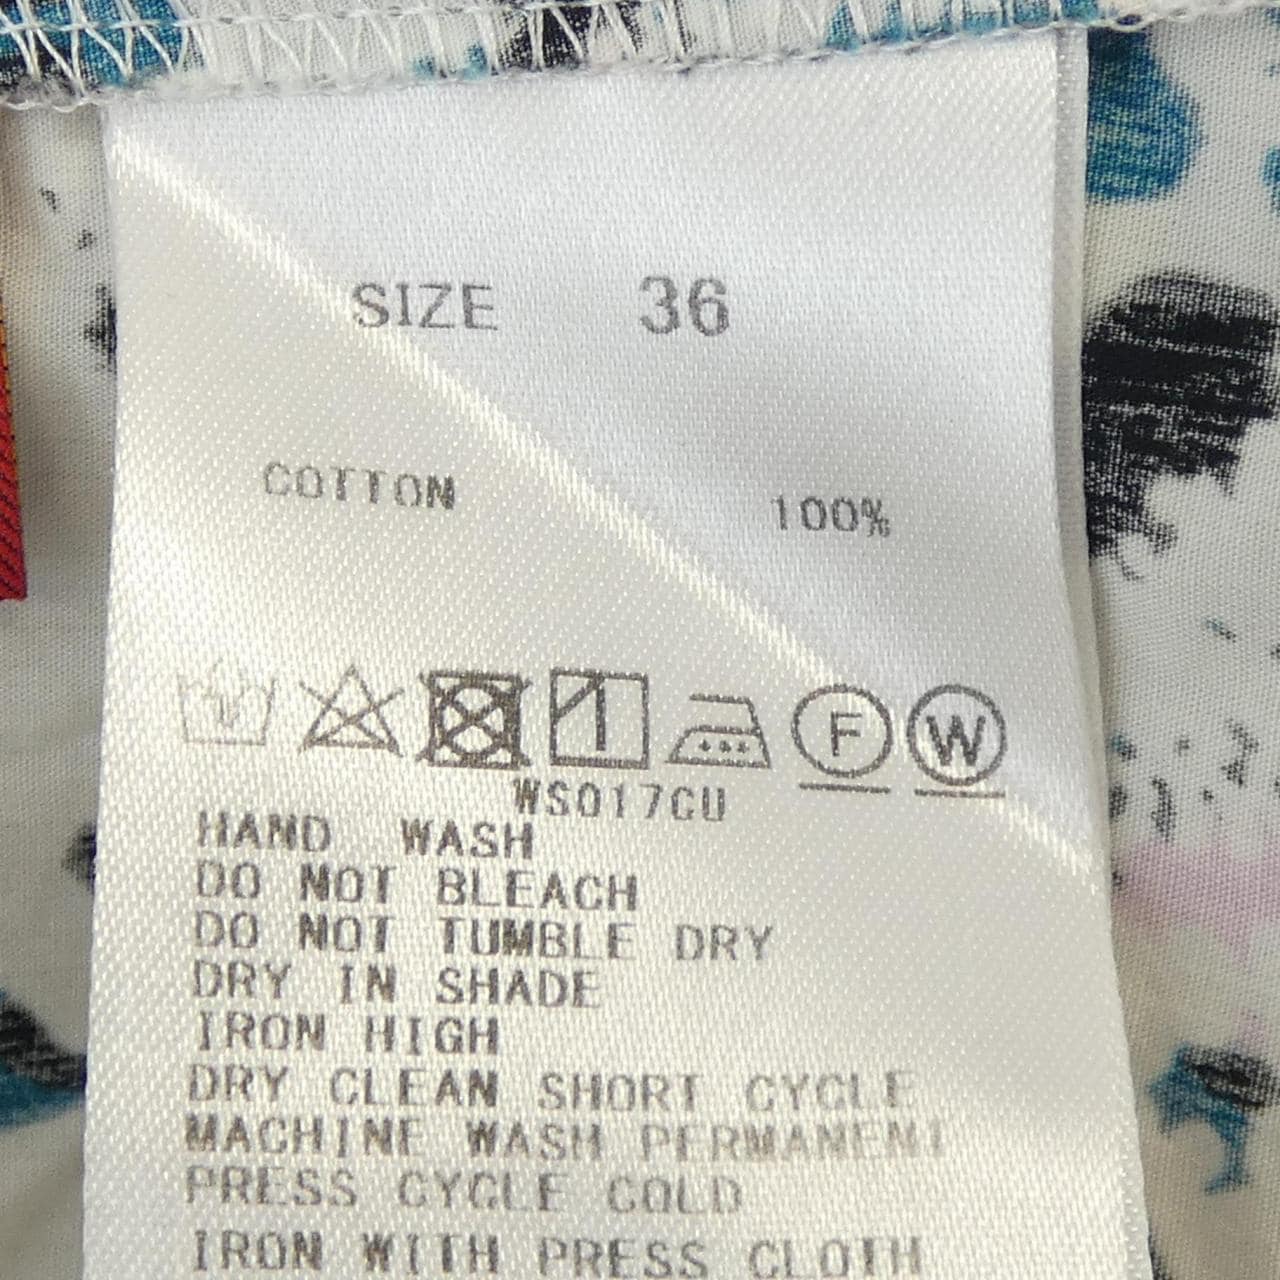 SIZE 36
COTTON 100%
F W
WS017CU
HAND WASH
DO NOT BLEACH
DO NOT TUMBLE DRY
DRY IN SHADE
IRON HIGH
DRY CLEAN SHORT CYCLE
MACHINE WASH PERMANENT
PRESS CYCLE COLD
IRON WITH PRESS CLOTH